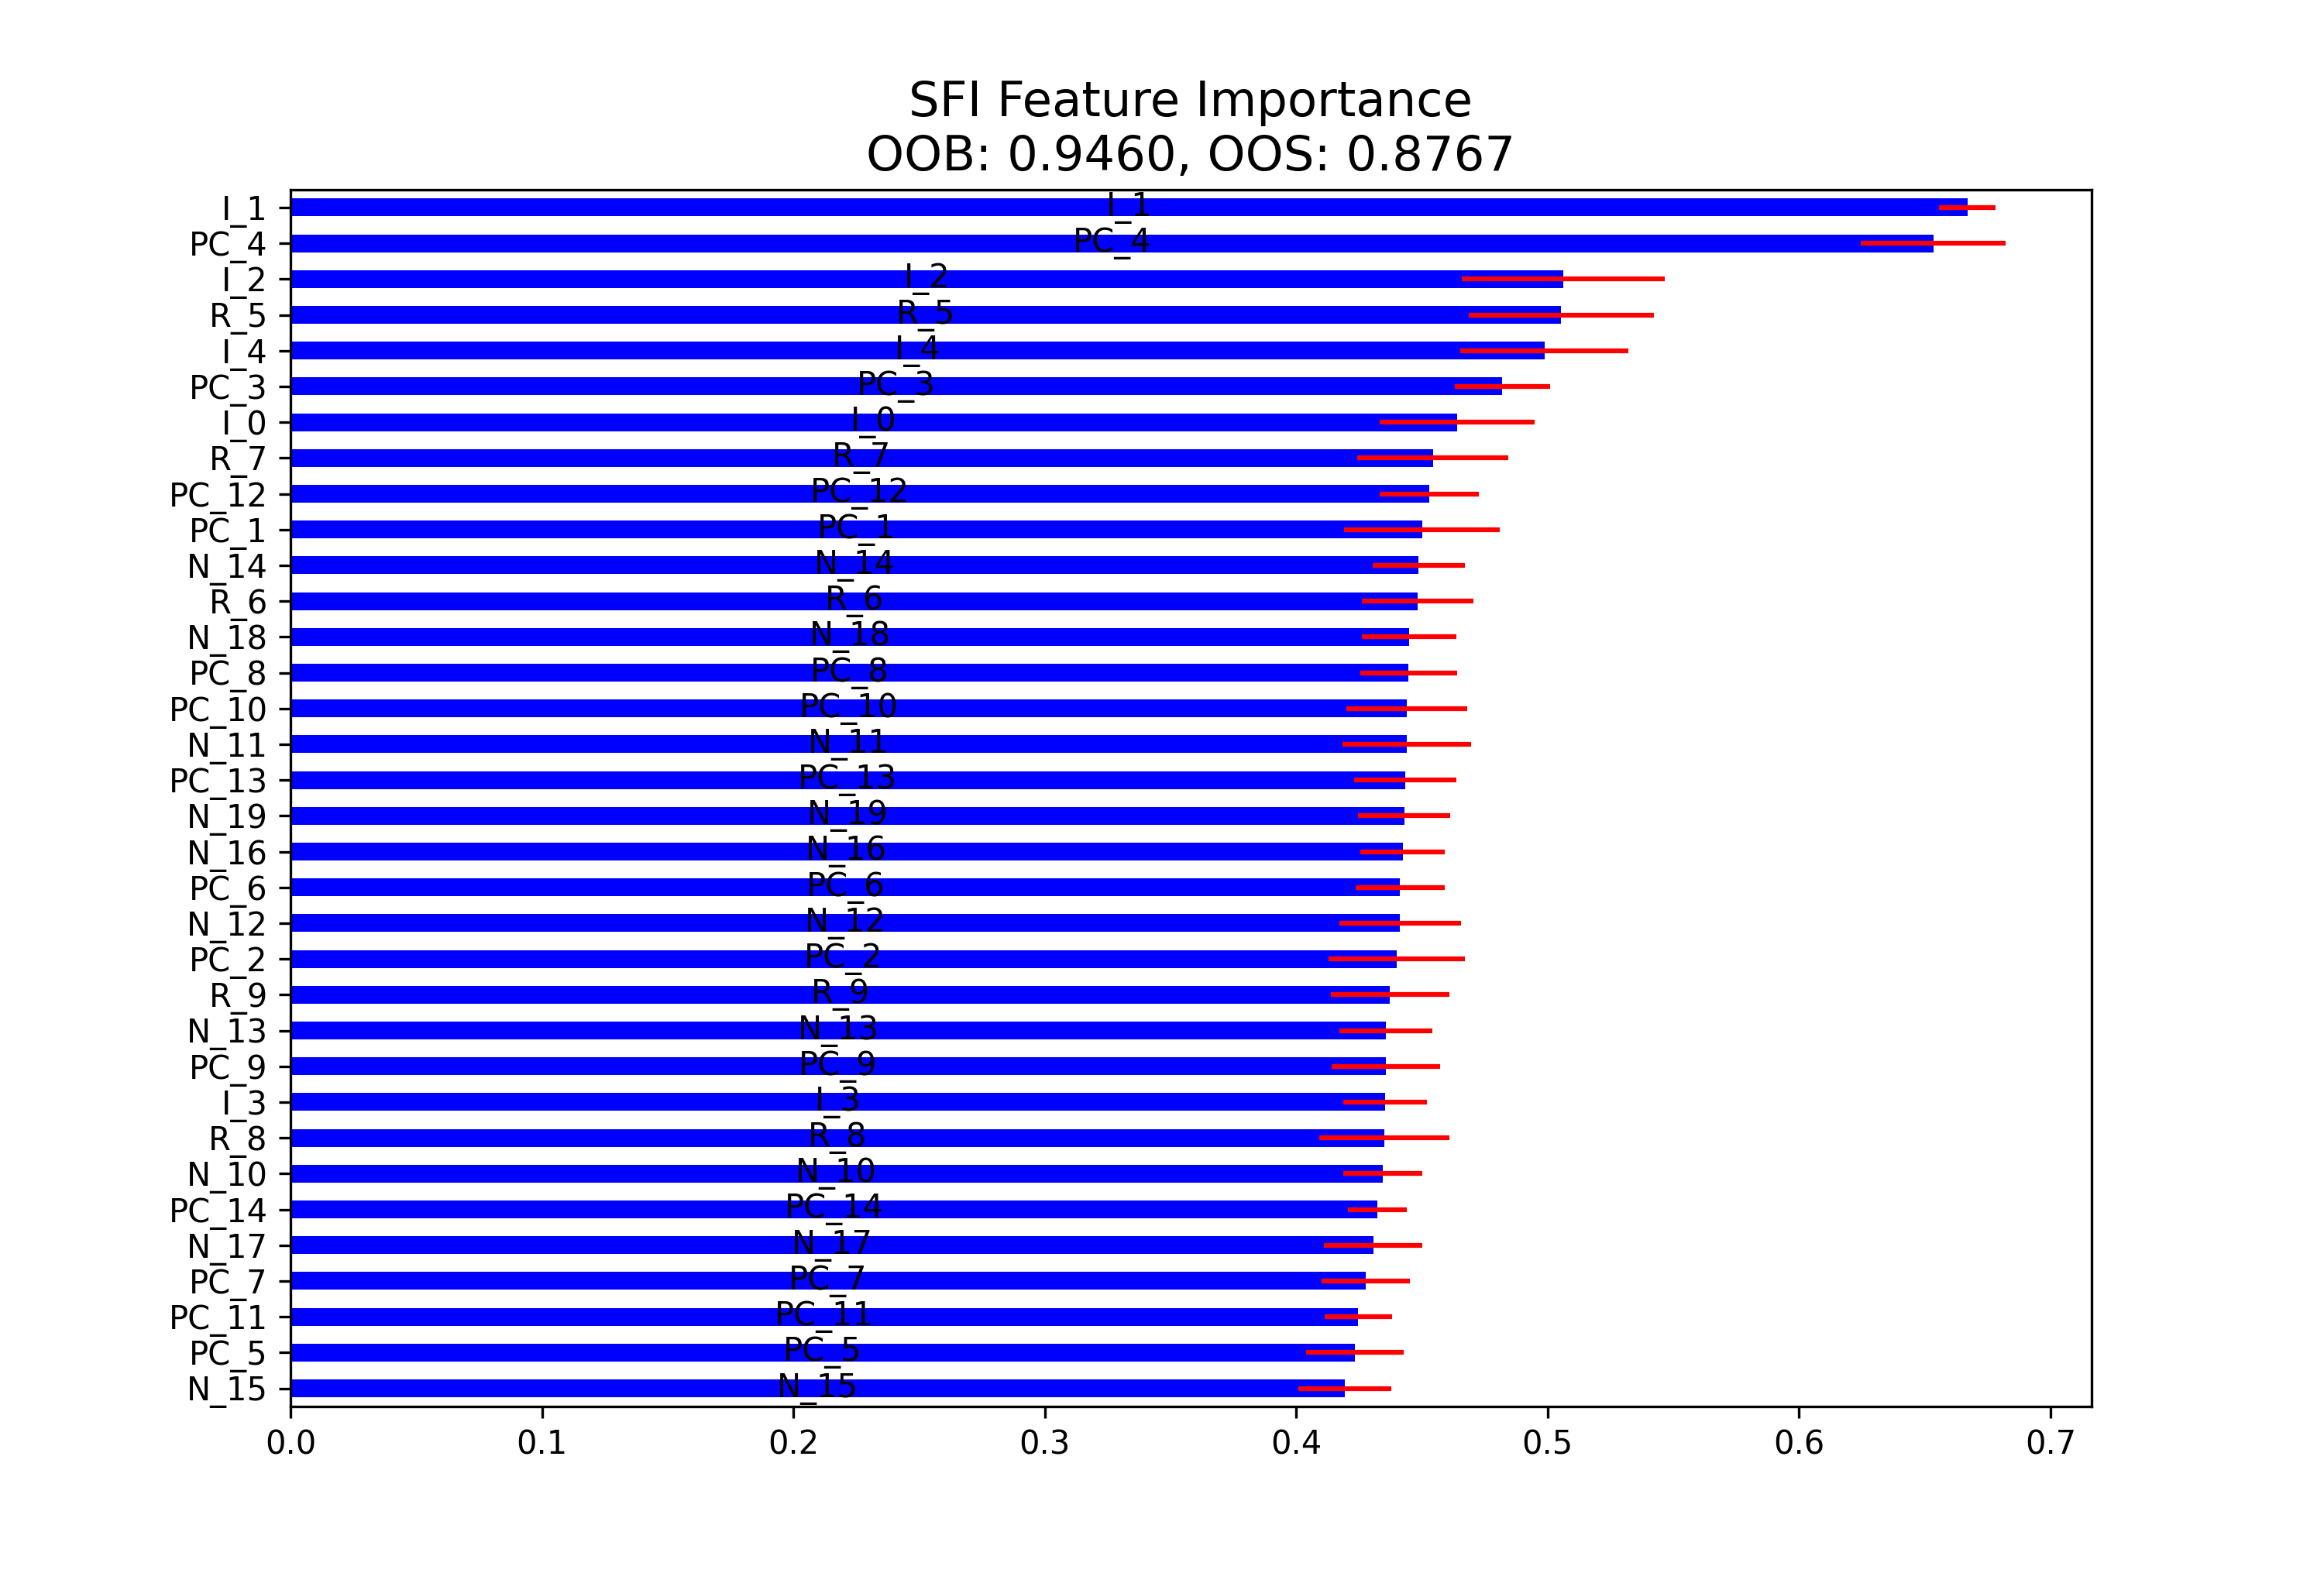 SFI Feature Importance
OOB: 0.9460, OOS: 0.8767
I_1 I_1
PC_4 PC_4
I_2 I_2
R_5 R_5
I_4 I_4
PC_3 PC_3
I_0 I_0
R_7 R_7
PC_12 PC_12
PC_1 PC_1
N_14 N_14
R_6 R_6
N_18 N_18
PC_8 PC_8
PC_10 PC_10
N_11 N_11
PC_13 PC_13
N_19 N_19
N_16 N_16
PC_6 PC_6
N_12 N_12
PC_2 PC_2
R_9 R_9
N_13 N_13
PC_9 PC_9
I_3 I_3
R_8 R_8
N_10 N_10
PC_14 PC_14
N_17 N_17
PC_7 PC_7
PC_11 PC_11
PC_5 PC_5
N_15 N_15
0.0 0.1 0.2 0.3 0.4 0.5 0.6 0.7